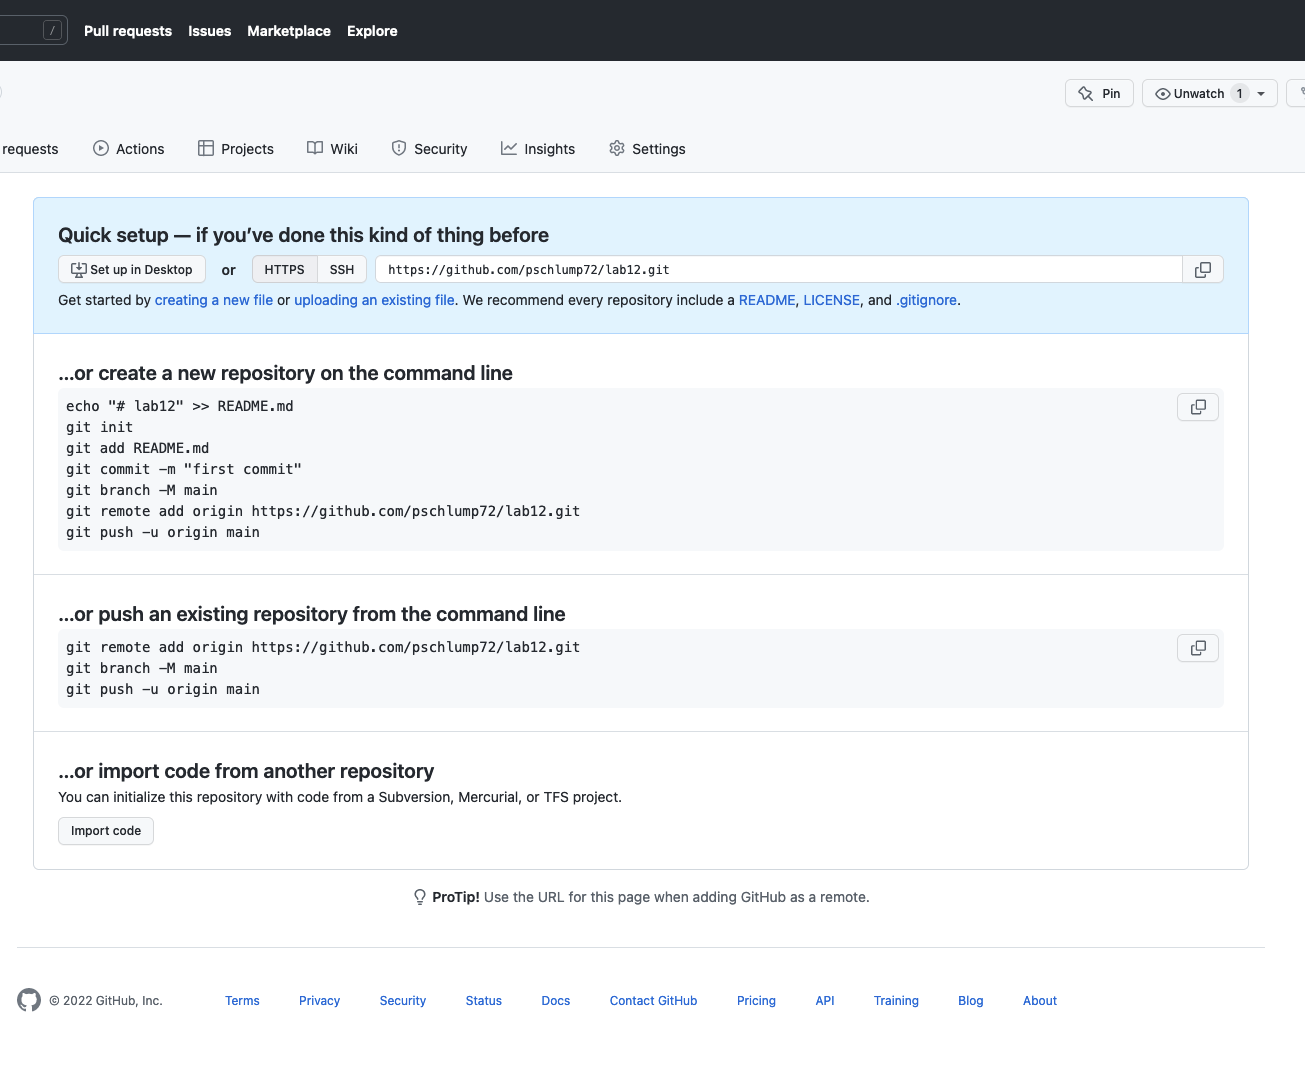 / Pull requests Issues Marketplace Explore
Pin Unwatch 1
requests Actions Projects Wiki Security Insights Settings
Quick setup — if you’ve done this kind of thing before
Set up in Desktop or HTTPS SSH https://github.com/pschlump72/lab12.git
Get started by creating a new file or uploading an existing file. We recommend every repository include a README, LICENSE, and .gitignore.
…or create a new repository on the command line
echo "# lab12" >> README.md
git init
git add README.md
git commit -m "first commit"
git branch -M main
git remote add origin https://github.com/pschlump72/lab12.git
git push -u origin main
…or push an existing repository from the command line
git remote add origin https://github.com/pschlump72/lab12.git
git branch -M main
git push -u origin main
…or import code from another repository
You can initialize this repository with code from a Subversion, Mercurial, or TFS project.
Import code
ProTip! Use the URL for this page when adding GitHub as a remote.
© 2022 GitHub, Inc. Terms Privacy Security Status Docs Contact GitHub Pricing API Training Blog About